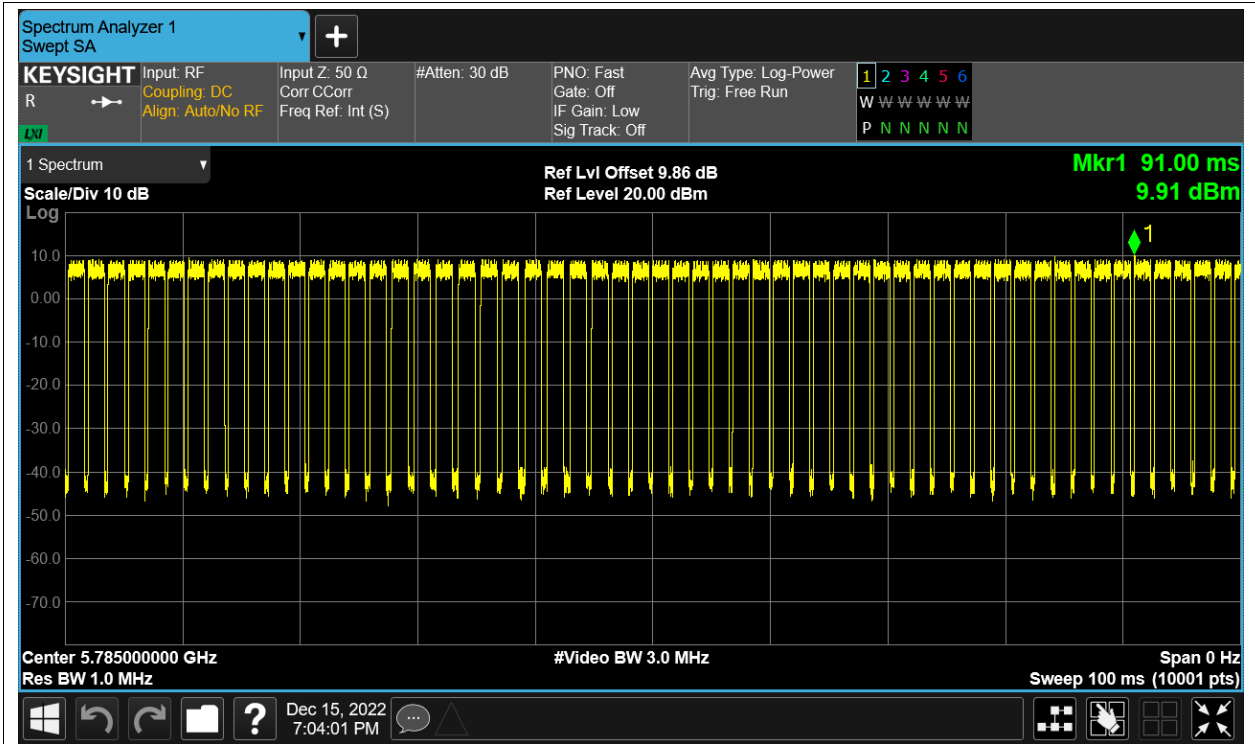 Spectrum Analyzer 1
Swept SA
KEYSIGHT
R
LXI
Input: RF
Coupling: DC
Align: Auto/No RF
Input Z: 50 Ω
Corr CCorr
Freq Ref: Int (S)
#Atten: 30 dB
PNO: Fast
Gate: Off
IF Gain: Low
Sig Track: Off
Avg Type: Log-Power
Trig: Free Run
1 2 3 4 5 6
W W W W W W
P N N N N N
1 Spectrum
Scale/Div 10 dB
Log
Ref Lvl Offset 9.86 dB
Ref Level 20.00 dBm
Mkr1 91.00 ms
9.91 dBm
1
10.0
0.00
-10.0
-20.0
-30.0
-40.0
-50.0
-60.0
-70.0
Center 5.785000000 GHz
Res BW 1.0 MHz
#Video BW 3.0 MHz
Span 0 Hz
Sweep 100 ms (10001 pts)
?
Dec 15, 2022
7:04:01 PM